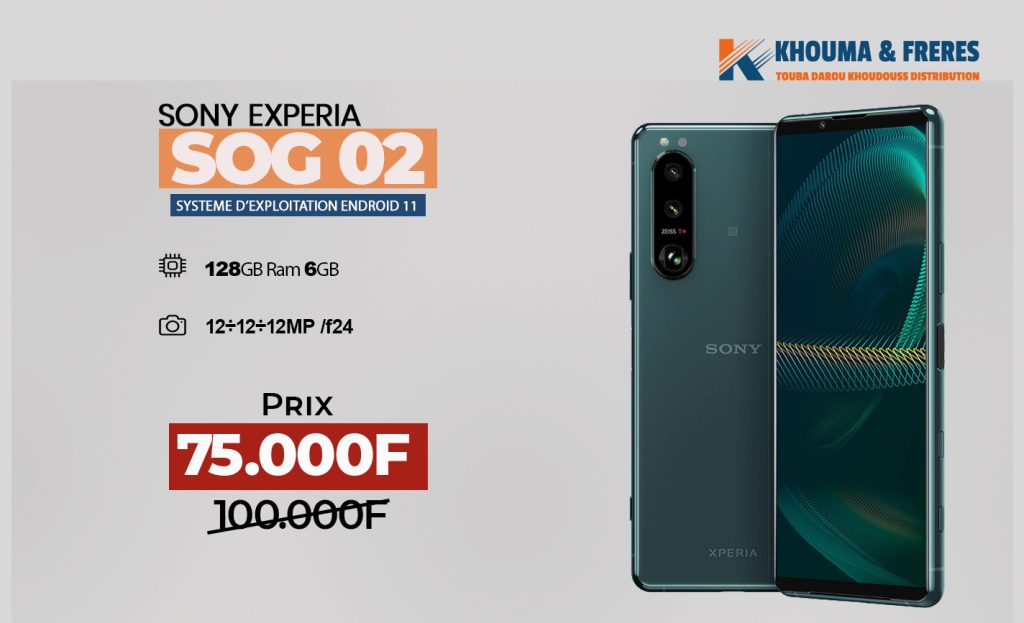 KHOUMA & FRERES
TOUBA DAROU KHOUDOUSS DISTRIBUTION
SONY EXPERIA
SOG 02
SYSTEME D'EXPLOITATION ENDROID 11
128GB Ram 6GB
12÷12÷12MP /f24
PRIX
75.000F
100.000F
ZEISS T*
SONY
XPERIA